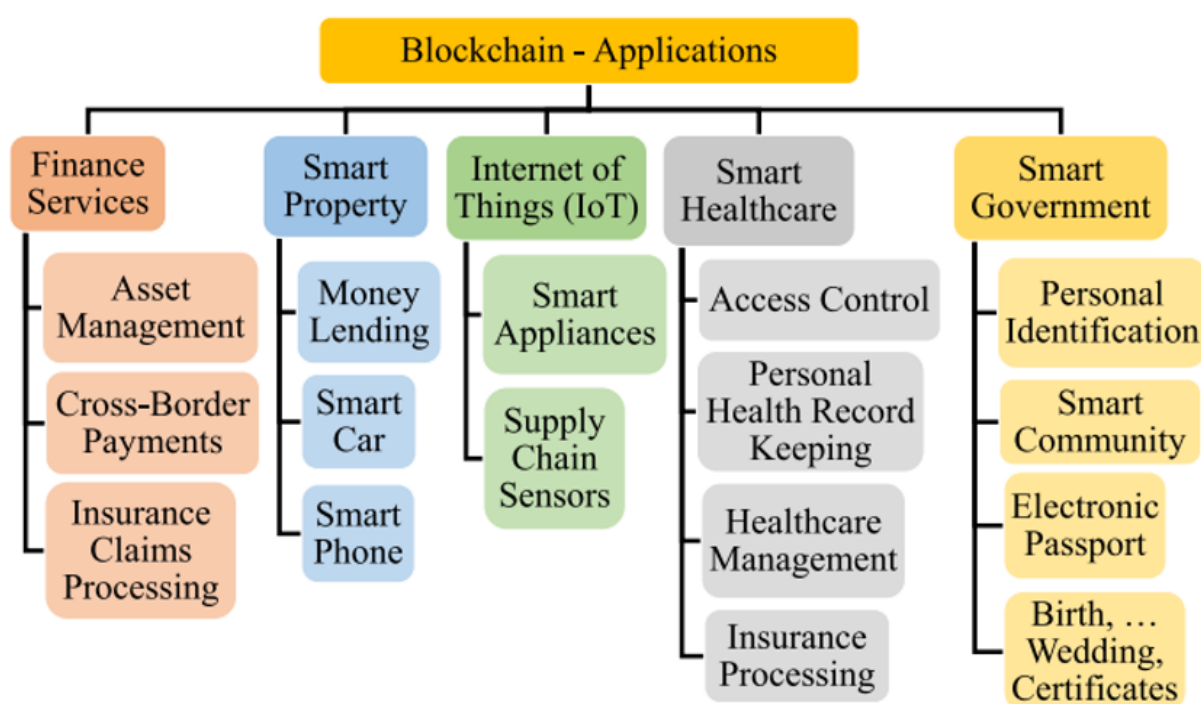 Blockchain - Applications
Finance
Services
Asset
Management
Cross-Border
Payments
Insurance
Claims
Processing
Smart
Property
Money
Lending
Smart
Car
Smart
Phone
Internet of
Things (IoT)
Smart
Appliances
Supply
Chain
Sensors
Smart
Healthcare
Access Control
Personal
Health Record
Keeping
Healthcare
Management
Insurance
Processing
Smart
Government
Personal
Identification
Smart
Community
Electronic
Passport
Birth, …
Wedding,
Certificates